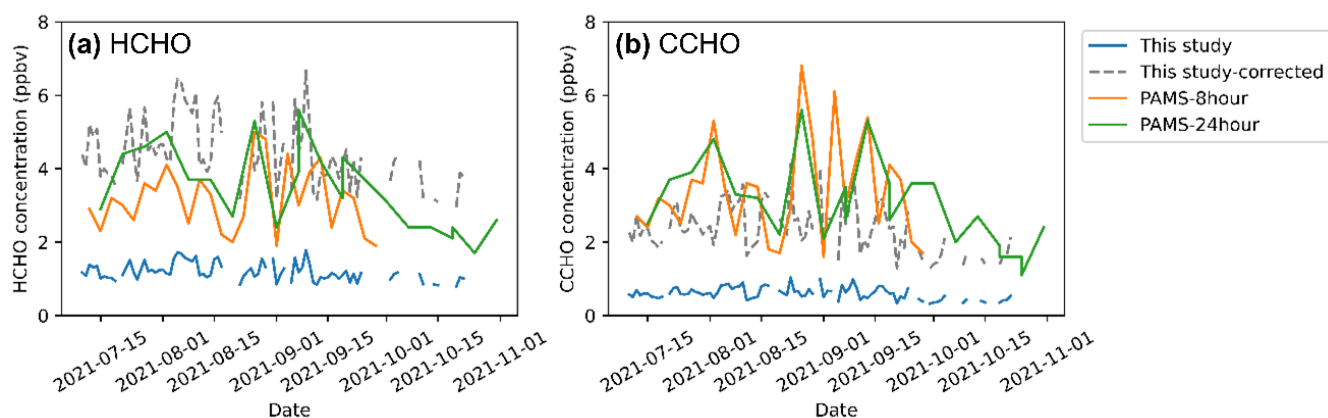 (a) HCHO
HCHO concentration (ppbv)
8
6
4
2
0
2021-07-15
2021-08-01
2021-08-15
2021-09-01
2021-09-15
2021-10-01
2021-10-15
2021-11-01
Date
(b) CCHO
CCHO concentration (ppbv)
8
6
4
2
0
2021-07-15
2021-08-01
2021-08-15
2021-09-01
2021-09-15
2021-10-01
2021-10-15
2021-11-01
Date
This study
This study-corrected
PAMS-8hour
PAMS-24hour